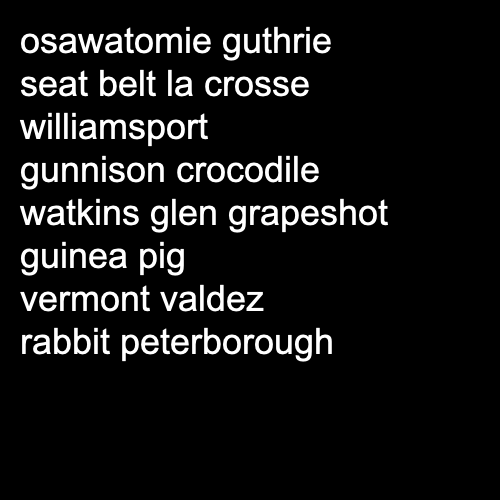 osawatomie guthrie
seat belt la crosse
williamsport
gunnison crocodile
watkins glen grapeshot
guinea pig
vermont valdez
rabbit peterborough